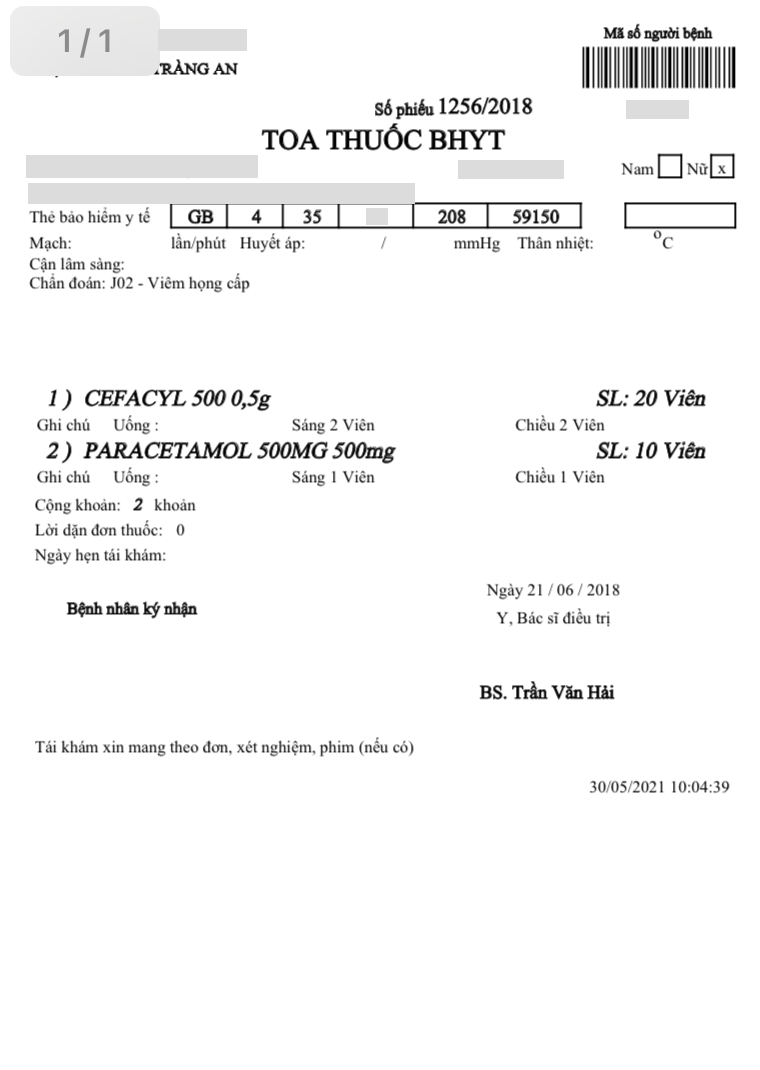 1/1
Mã số người bệnh
TRÀNG AN
Số phiếu 1256/2018
TOA THUỐC BHYT
Nam Nữ x
Thẻ bảo hiểm y tế GB 4 35 208 59150
Mạch: lần/phút Huyết áp: / mmHg Thân nhiệt: °C
Cận lâm sàng:
Chẩn đoán: J02 - Viêm họng cấp
1 ) CEFACYL 500 0,5g SL: 20 Viên
Ghi chú Uống : Sáng 2 Viên Chiều 2 Viên
2 ) PARACETAMOL 500MG 500mg SL: 10 Viên
Ghi chú Uống : Sáng 1 Viên Chiều 1 Viên
Cộng khoản: 2 khoản
Lời dặn đơn thuốc: 0
Ngày hẹn tái khám:
Ngày 21 / 06 / 2018
Bệnh nhân ký nhận
Y, Bác sĩ điều trị
BS. Trần Văn Hải
Tái khám xin mang theo đơn, xét nghiệm, phim (nếu có)
30/05/2021 10:04:39